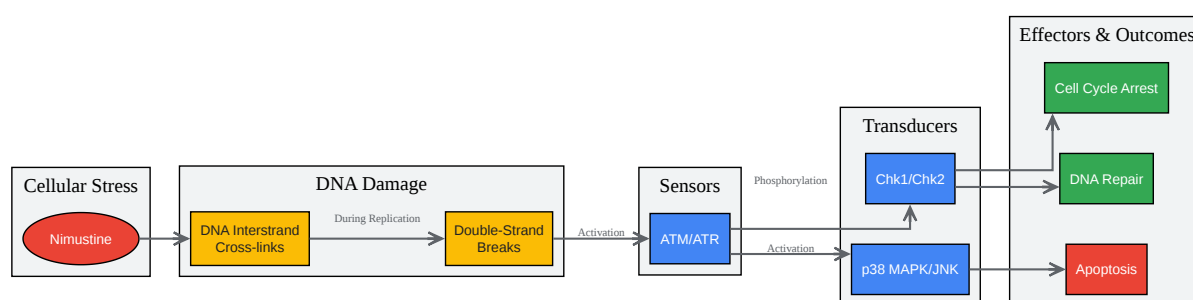 Cellular Stress
Nimustine
DNA Damage
DNA Interstrand
Cross-links
During Replication
Double-Strand
Breaks
Activation
Sensors
ATM/ATR
Phosphorylation
Activation
Transducers
Chk1/Chk2
p38 MAPK/JNK
Effectors & Outcomes
Cell Cycle Arrest
DNA Repair
Apoptosis